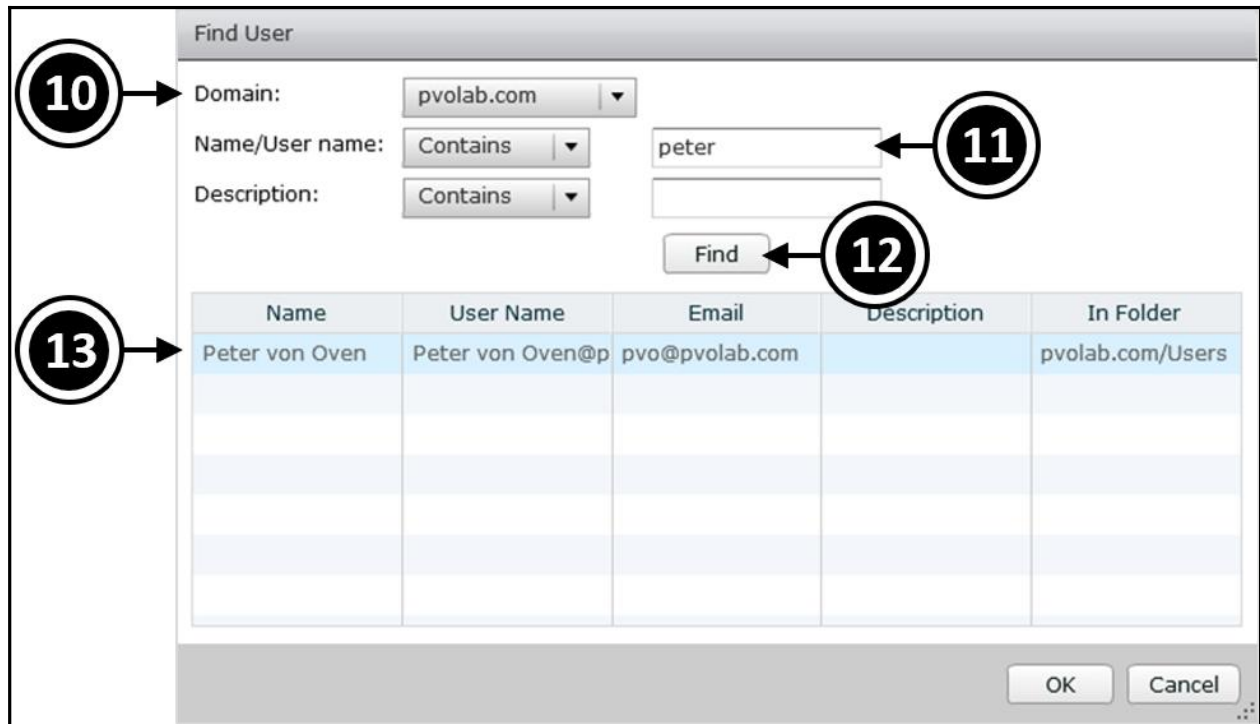 Find User
10 Domain: pvolab.com
Name/User name: Contains peter 11
Description: Contains
Find 12
Name User Name Email Description In Folder
13 Peter von Oven Peter von Oven@p pvo@pvolab.com pvolab.com/Users
OK Cancel